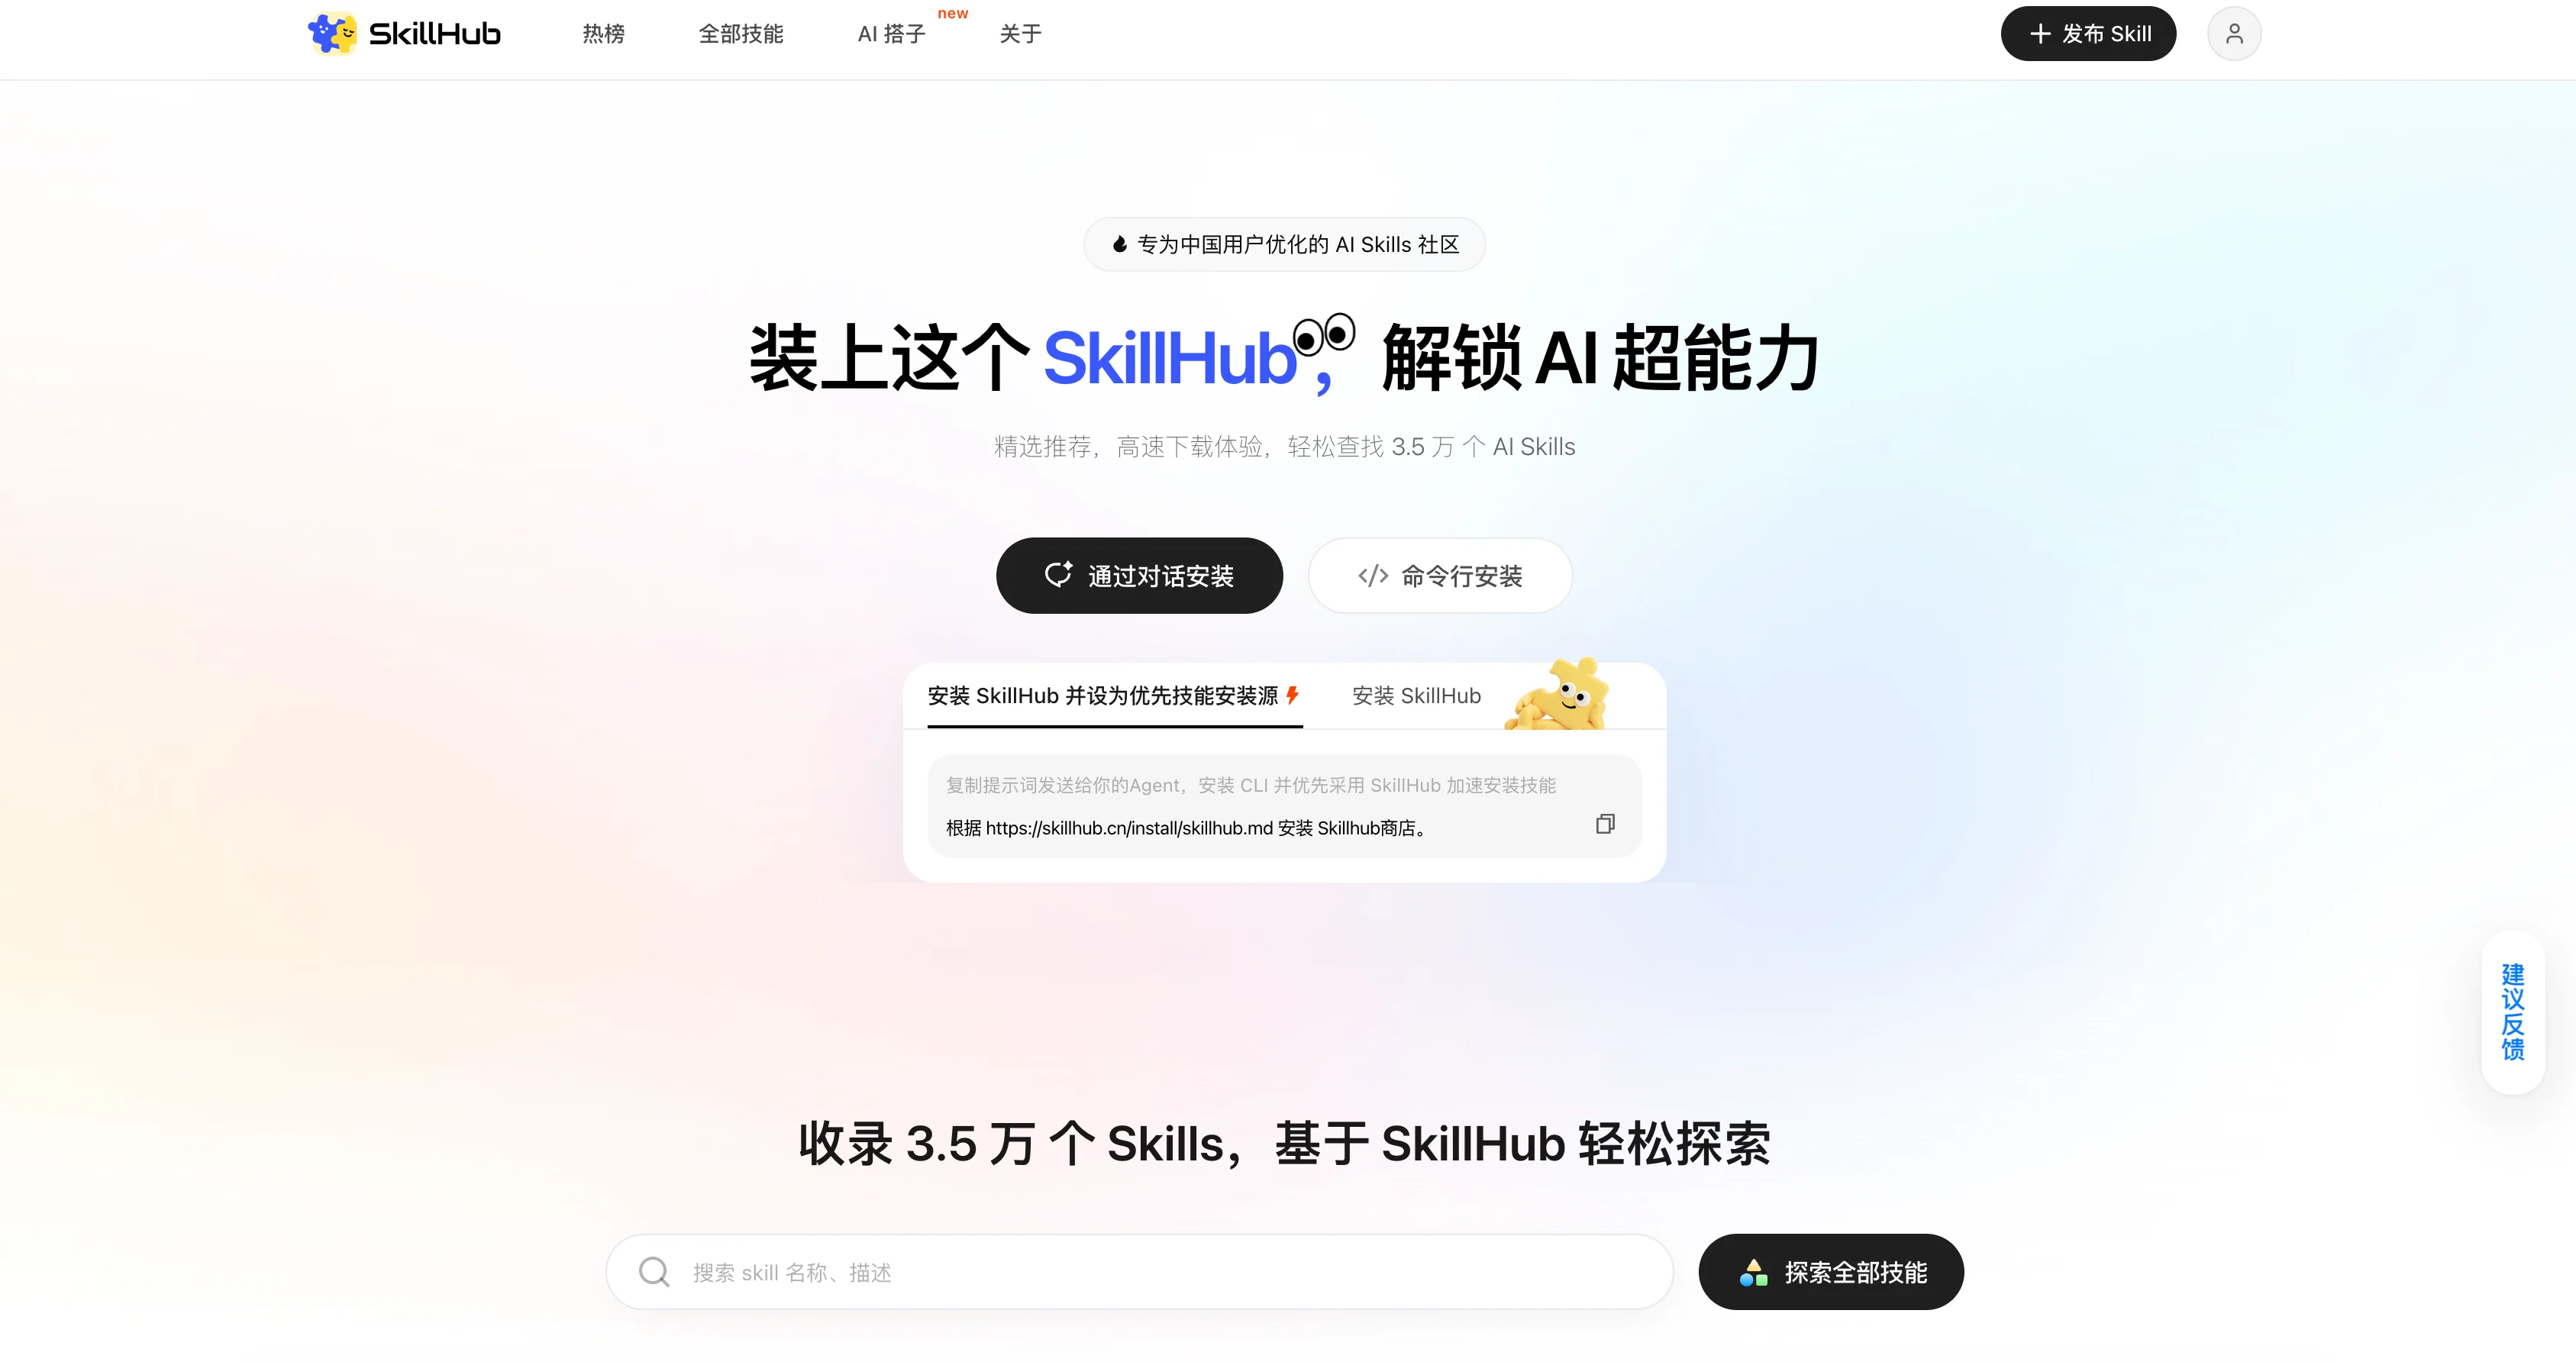 SkillHub
热榜
全部技能
AI 搭子
new
关于
发布 Skill
专为中国用户优化的 AI Skills 社区
装上这个 SkillHub， 解锁 AI 超能力
精选推荐，高速下载体验，轻松查找 3.5 万 个 AI Skills
通过对话安装
命令行安装
安装 SkillHub 并设为优先技能安装源
安装 SkillHub
复制提示词发送给你的Agent，安装 CLI 并优先采用 SkillHub 加速安装技能
根据 https://skillhub.cn/install/skillhub.md 安装 Skillhub商店。
建议反馈
收录 3.5 万 个 Skills，基于 SkillHub 轻松探索
搜索 skill 名称、描述
探索全部技能